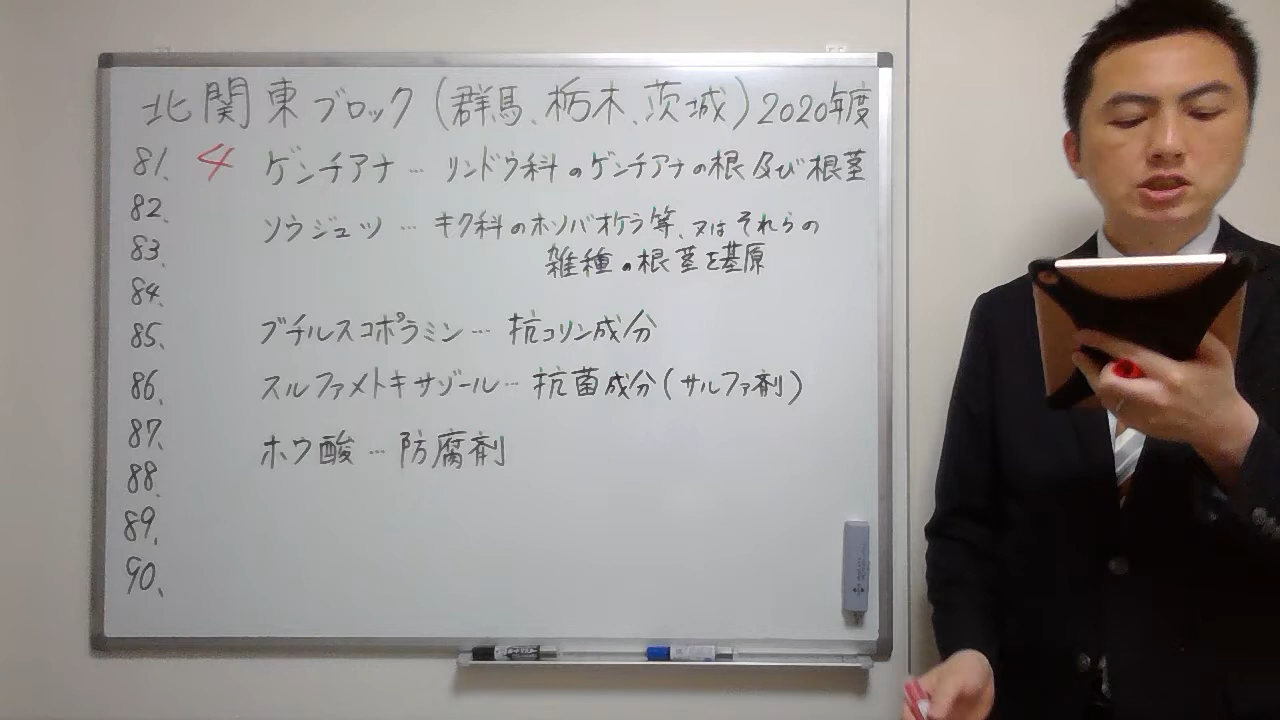 北関東ブロック(群馬、栃木、茨城)2020年度
81. 4 ゲンチアナ…リンドウ科のゲンチアナの根及び根茎
82.
ソウジュツ…キク科のホソバオケラ等、又はそれらの
83.
雑種の根茎を基原
84.
85. ブチルスコポラミン…抗コリン成分
86. スルファメトキサゾール…抗菌成分(サルファ剤)
87. ホウ酸…防腐剤
88.
89.
90.